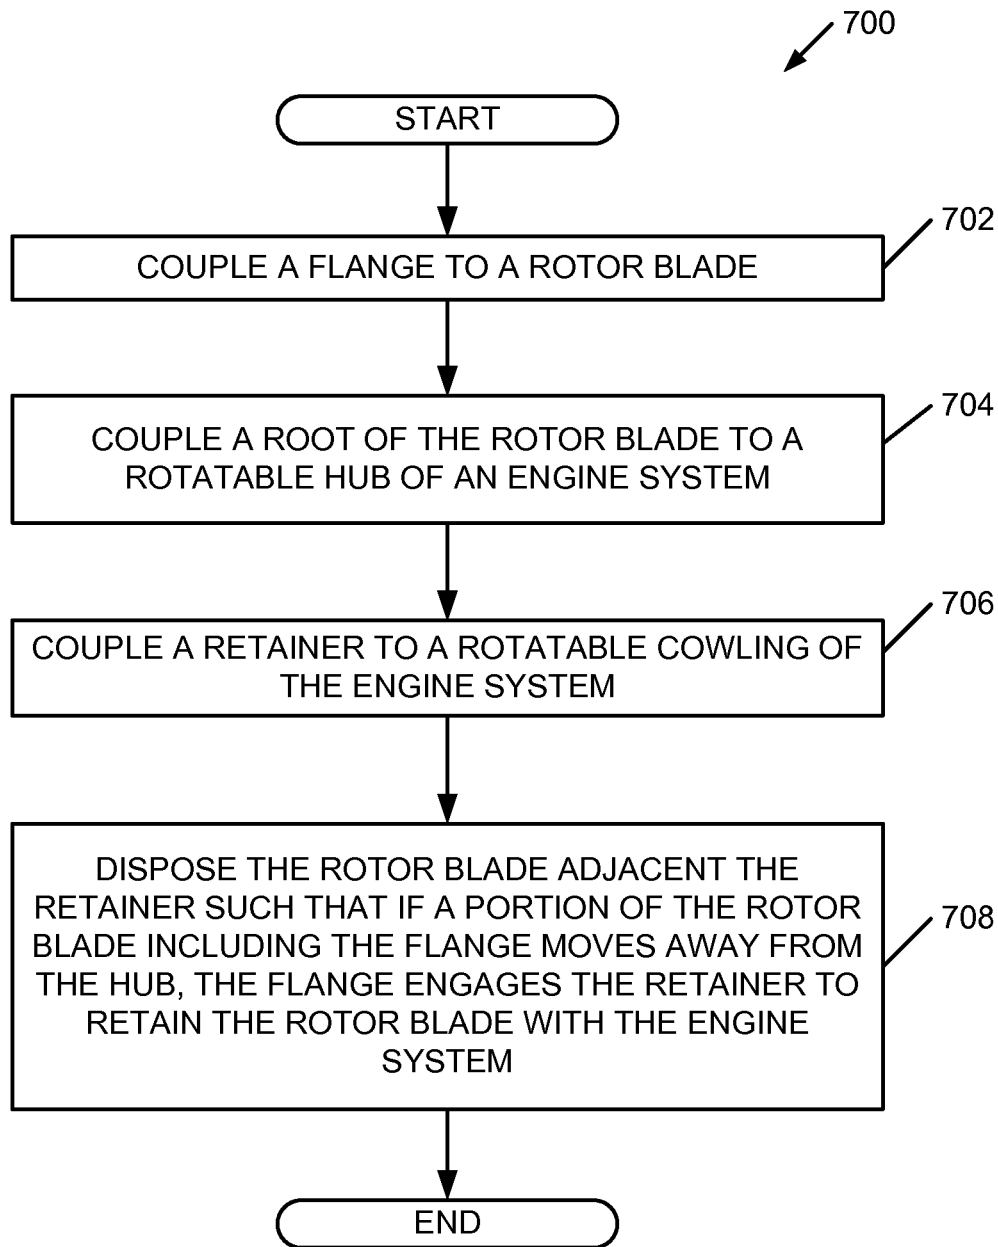 700
START
702
COUPLE A FLANGE TO A ROTOR BLADE
704
COUPLE A ROOT OF THE ROTOR BLADE TO A
ROTATABLE HUB OF AN ENGINE SYSTEM
706
COUPLE A RETAINER TO A ROTATABLE COWLING OF
THE ENGINE SYSTEM
708
DISPOSE THE ROTOR BLADE ADJACENT THE
RETAINER SUCH THAT IF A PORTION OF THE ROTOR
BLADE INCLUDING THE FLANGE MOVES AWAY FROM
THE HUB, THE FLANGE ENGAGES THE RETAINER TO
RETAIN THE ROTOR BLADE WITH THE ENGINE
SYSTEM
END